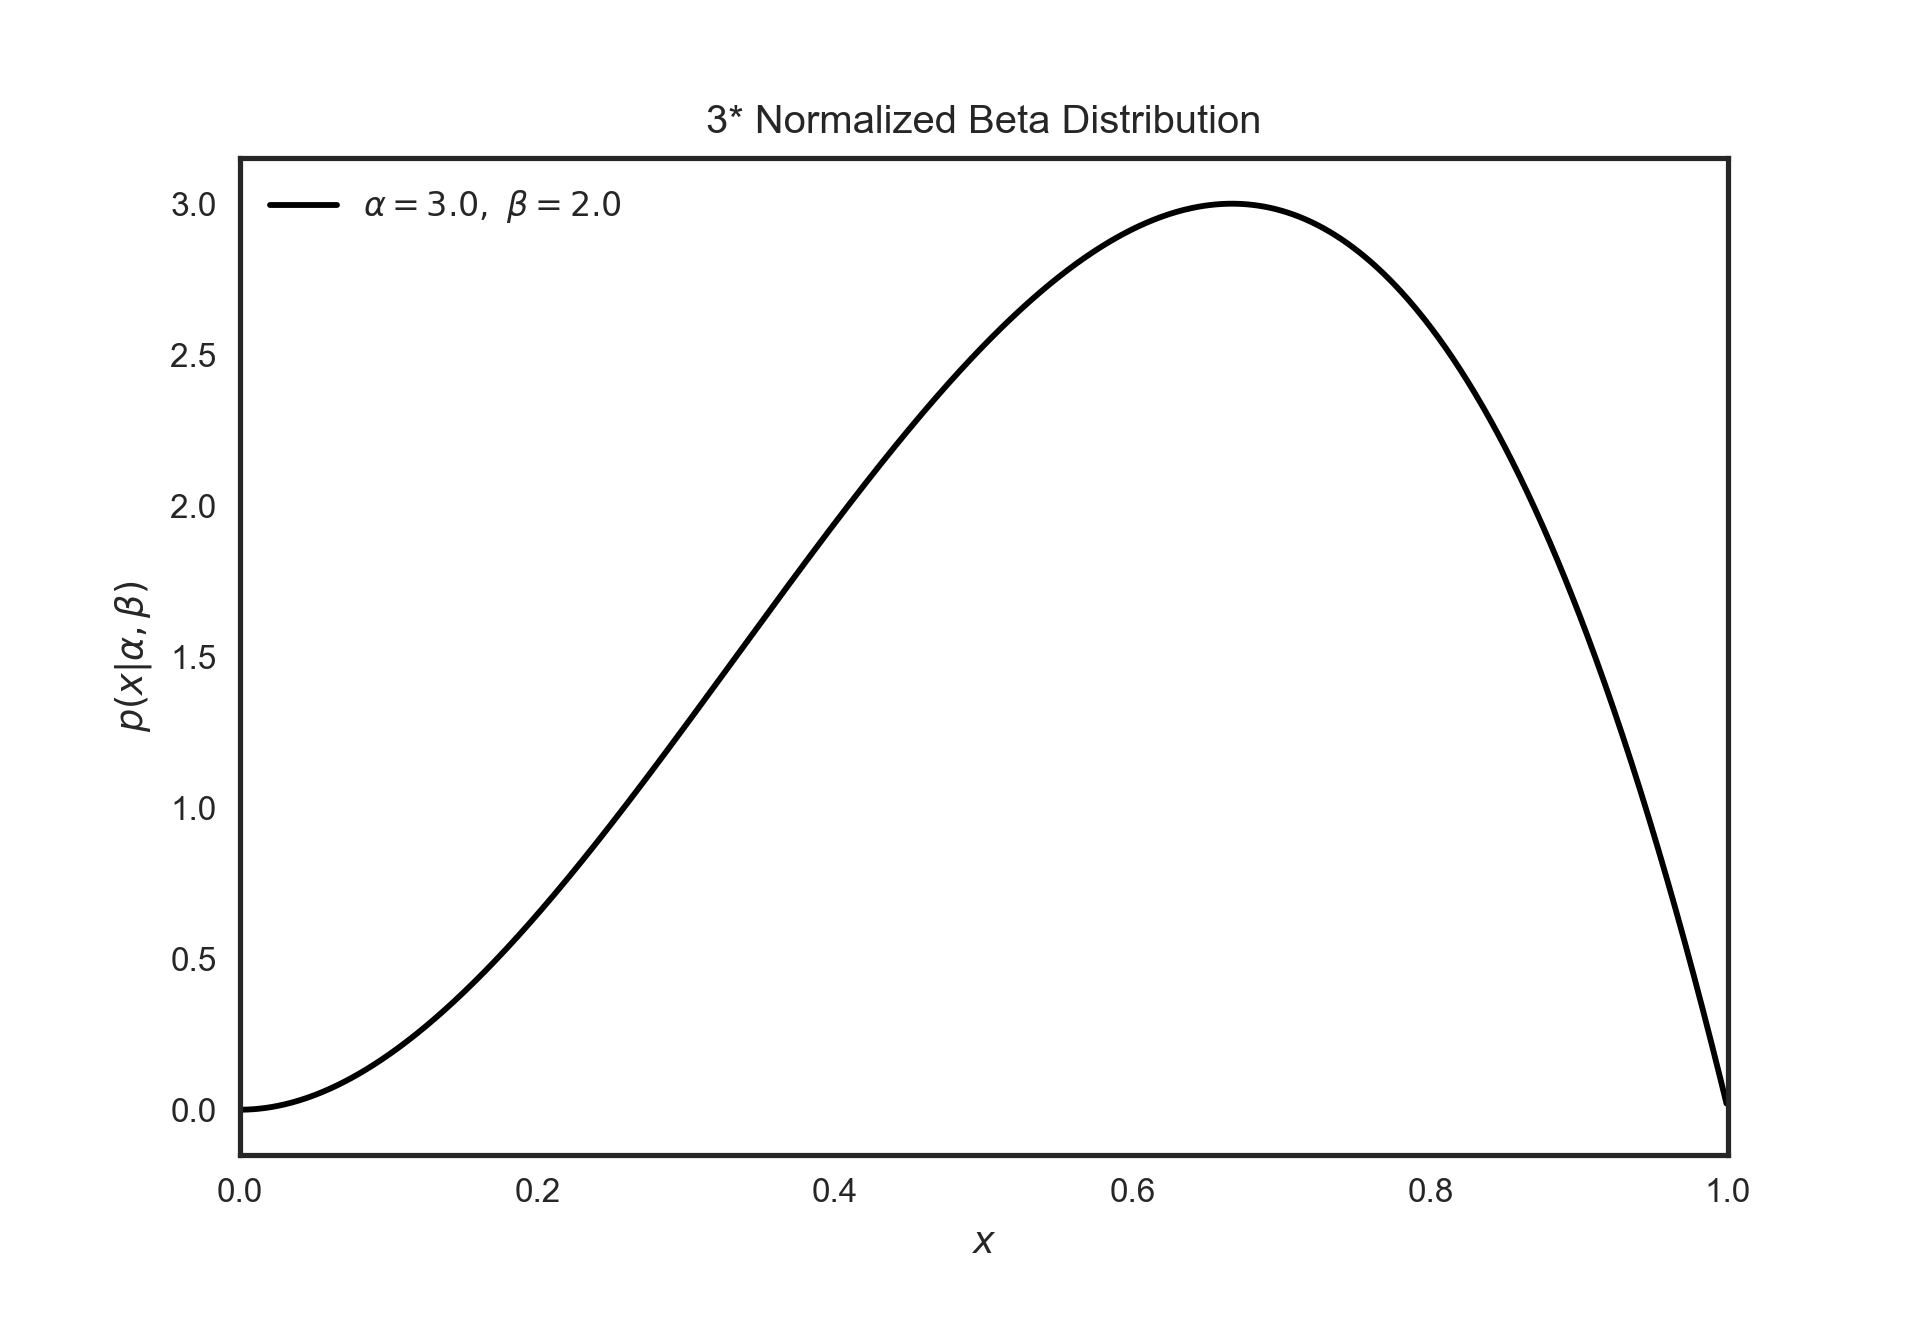 3* Normalized Beta Distribution
α = 3.0, β = 2.0
3.0
2.5
2.0
1.5
1.0
0.5
0.0
p(x|α, β)
0.0 0.2 0.4 0.6 0.8 1.0
x